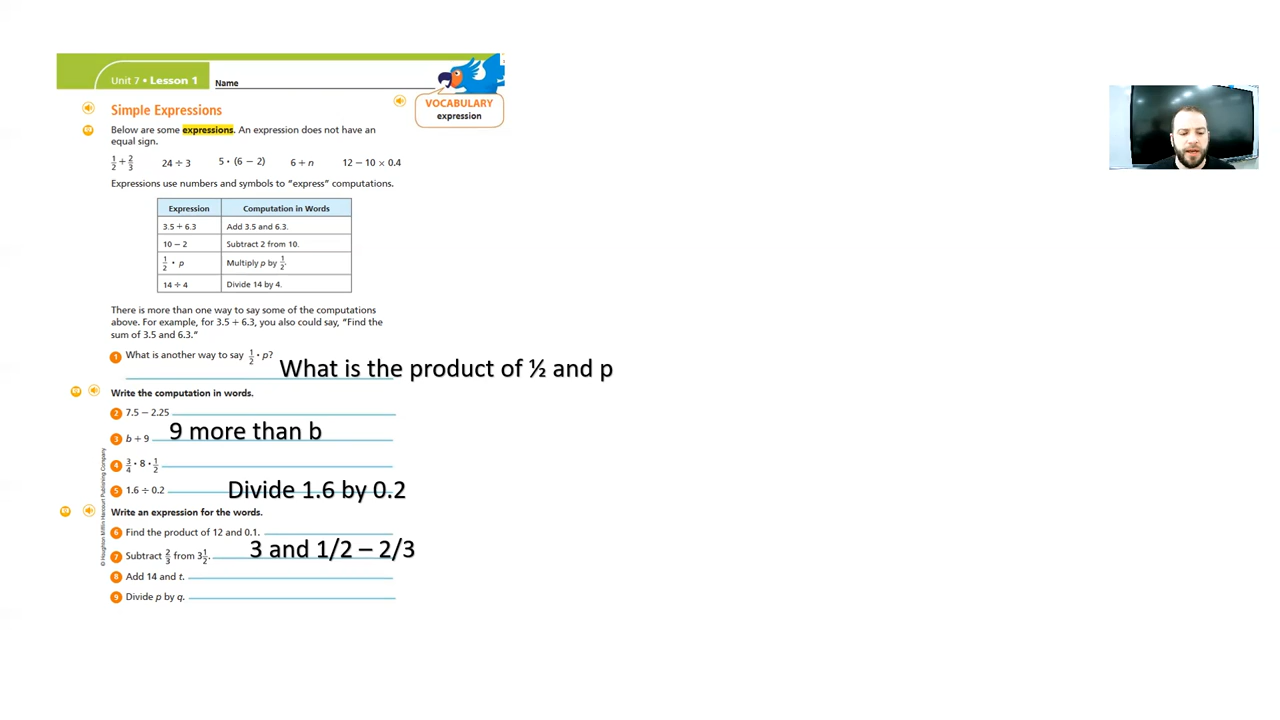 Unit 7 • Lesson 1
Name
Simple Expressions
VOCABULARY
expression
Below are some expressions. An expression does not have an
equal sign.
1/2 + 2/3 24 ÷ 3 5 • (6 − 2) 6 + n 12 − 10 × 0.4
Expressions use numbers and symbols to “express” computations.
Expression Computation in Words
3.5 + 6.3 Add 3.5 and 6.3.
10 − 2 Subtract 2 from 10.
1/2 • p Multiply p by 1/2.
14 ÷ 4 Divide 14 by 4.
There is more than one way to say some of the computations
above. For example, for 3.5 + 6.3, you also could say, “Find the
sum of 3.5 and 6.3.”
1 What is another way to say 1/2 • p?
What is the product of ½ and p
Write the computation in words.
2 7.5 − 2.25
3 b + 9 9 more than b
4 3/4 • 8 • 1/2
5 1.6 ÷ 0.2 Divide 1.6 by 0.2
Write an expression for the words.
6 Find the product of 12 and 0.1.
7 Subtract 2/3 from 3 1/2. 3 and 1/2 – 2/3
8 Add 14 and t.
9 Divide p by q.
© Houghton Mifflin Harcourt Publishing Company